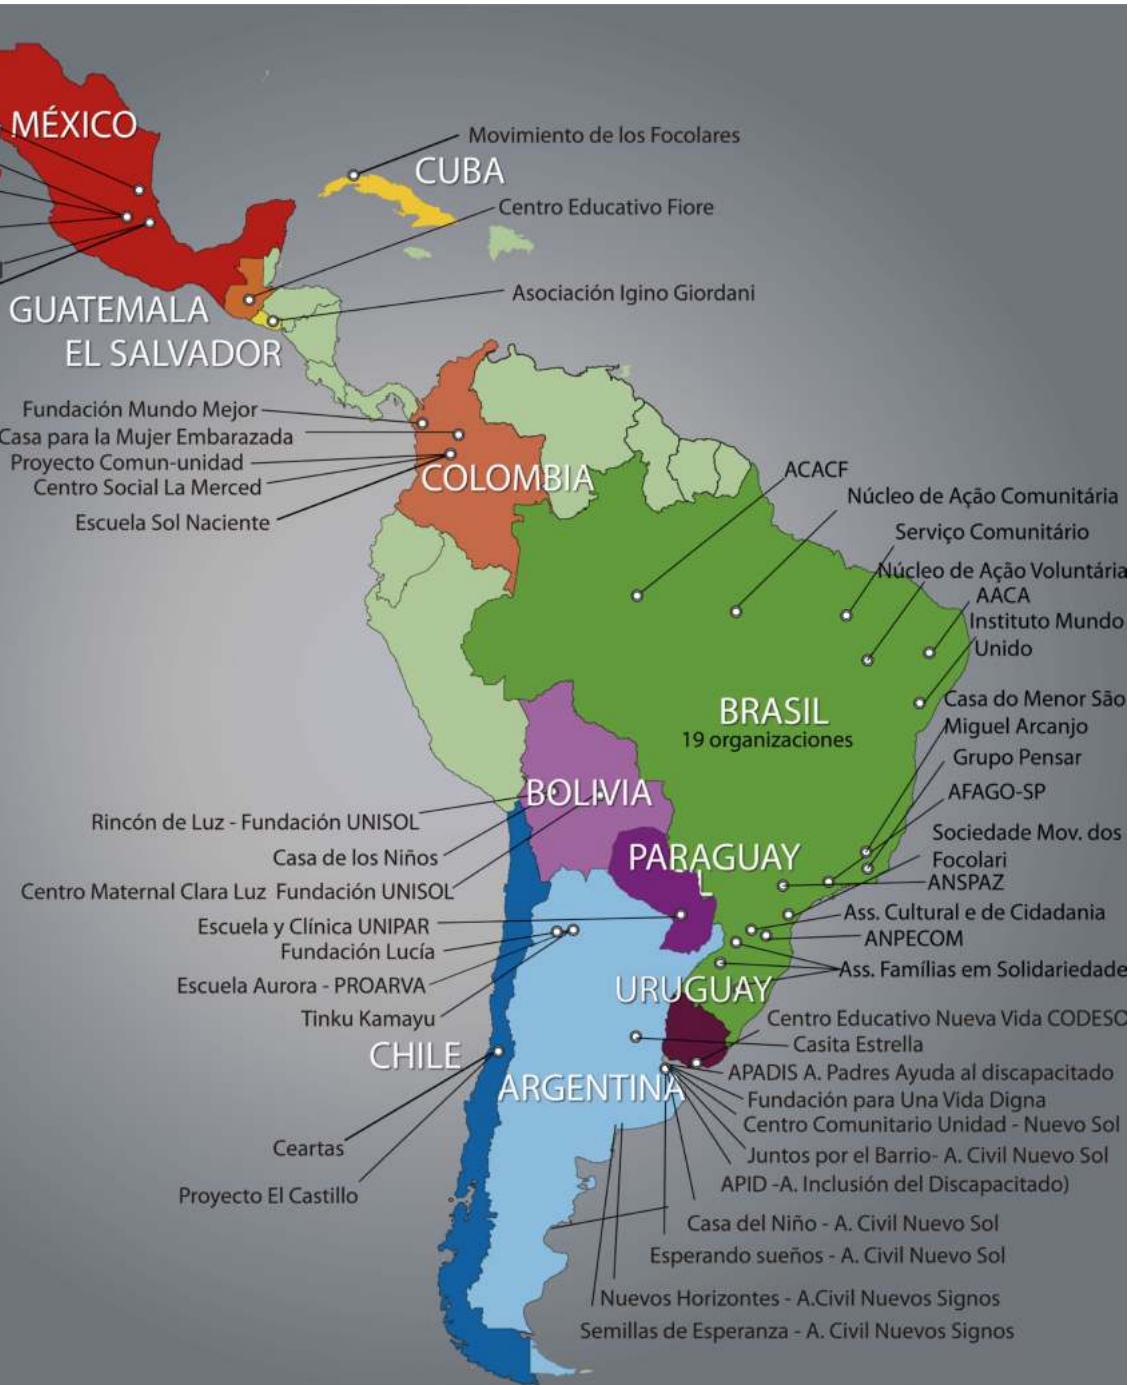 MÉXICO
Movimiento de los Focolares
CUBA
Centro Educativo Fiore
Asociación Igino Giordani
GUATEMALA
EL SALVADOR
Fundación Mundo Mejor
Casa para la Mujer Embarazada
Proyecto Comun-unidad
Centro Social La Merced
Escuela Sol Naciente
COLOMBIA
ACACF
Núcleo de Ação Comunitária
Serviço Comunitário
Núcleo de Ação Voluntária
AACA
Instituto Mundo
Unido
BRASIL
19 organizaciones
Casa do Menor São
Miguel Arcanjo
Grupo Pensar
AFAGO-SP
Sociedade Mov. dos
Focolari
ANSPAZ
Ass. Cultural e de Cidadania
ANPECOM
Ass. Famílias em Solidariedade
BOLIVIA
Rincón de Luz - Fundación UNISOL
Casa de los Niños
Centro Maternal Clara Luz Fundación UNISOL
PARAGUAY
L
Escuela y Clínica UNIPAR
Fundación Lucía
Escuela Aurora - PROARVA
Tinku Kamayu
URUGUAY
Centro Educativo Nueva Vida CODESO
Casita Estrella
CHILE
ARGENTINA
APADIS A. Padres Ayuda al discapacitado
Fundación para Una Vida Digna
Centro Comunitario Unidad - Nuevo Sol
Juntos por el Barrio- A. Civil Nuevo Sol
APID -A. Inclusión del Discapacitado)
Ceartas
Proyecto El Castillo
Casa del Niño - A. Civil Nuevo Sol
Esperando sueños - A. Civil Nuevo Sol
Nuevos Horizontes - A.Civil Nuevos Signos
Semillas de Esperanza - A. Civil Nuevos Signos